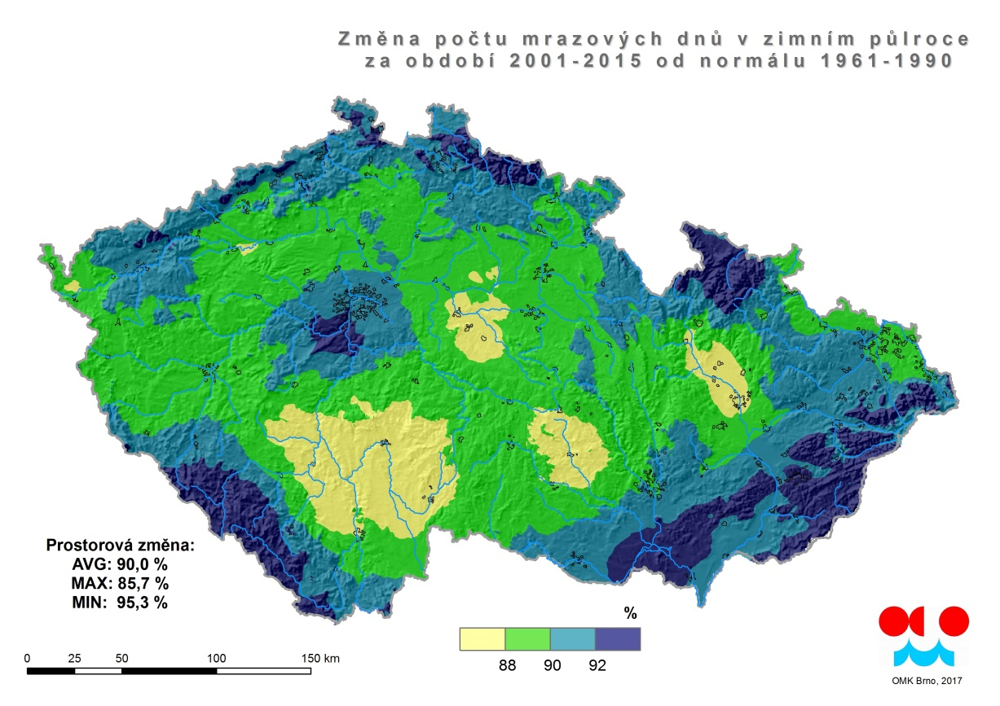 Změna počtu mrazových dnů v zimním půlroce
za období 2001-2015 od normálu 1961-1990
Prostorová změna:
AVG: 90,0 %
MAX: 85,7 %
MIN: 95,3 %
%
88 90 92
0 25 50 100 150 km
OMK Brno, 2017